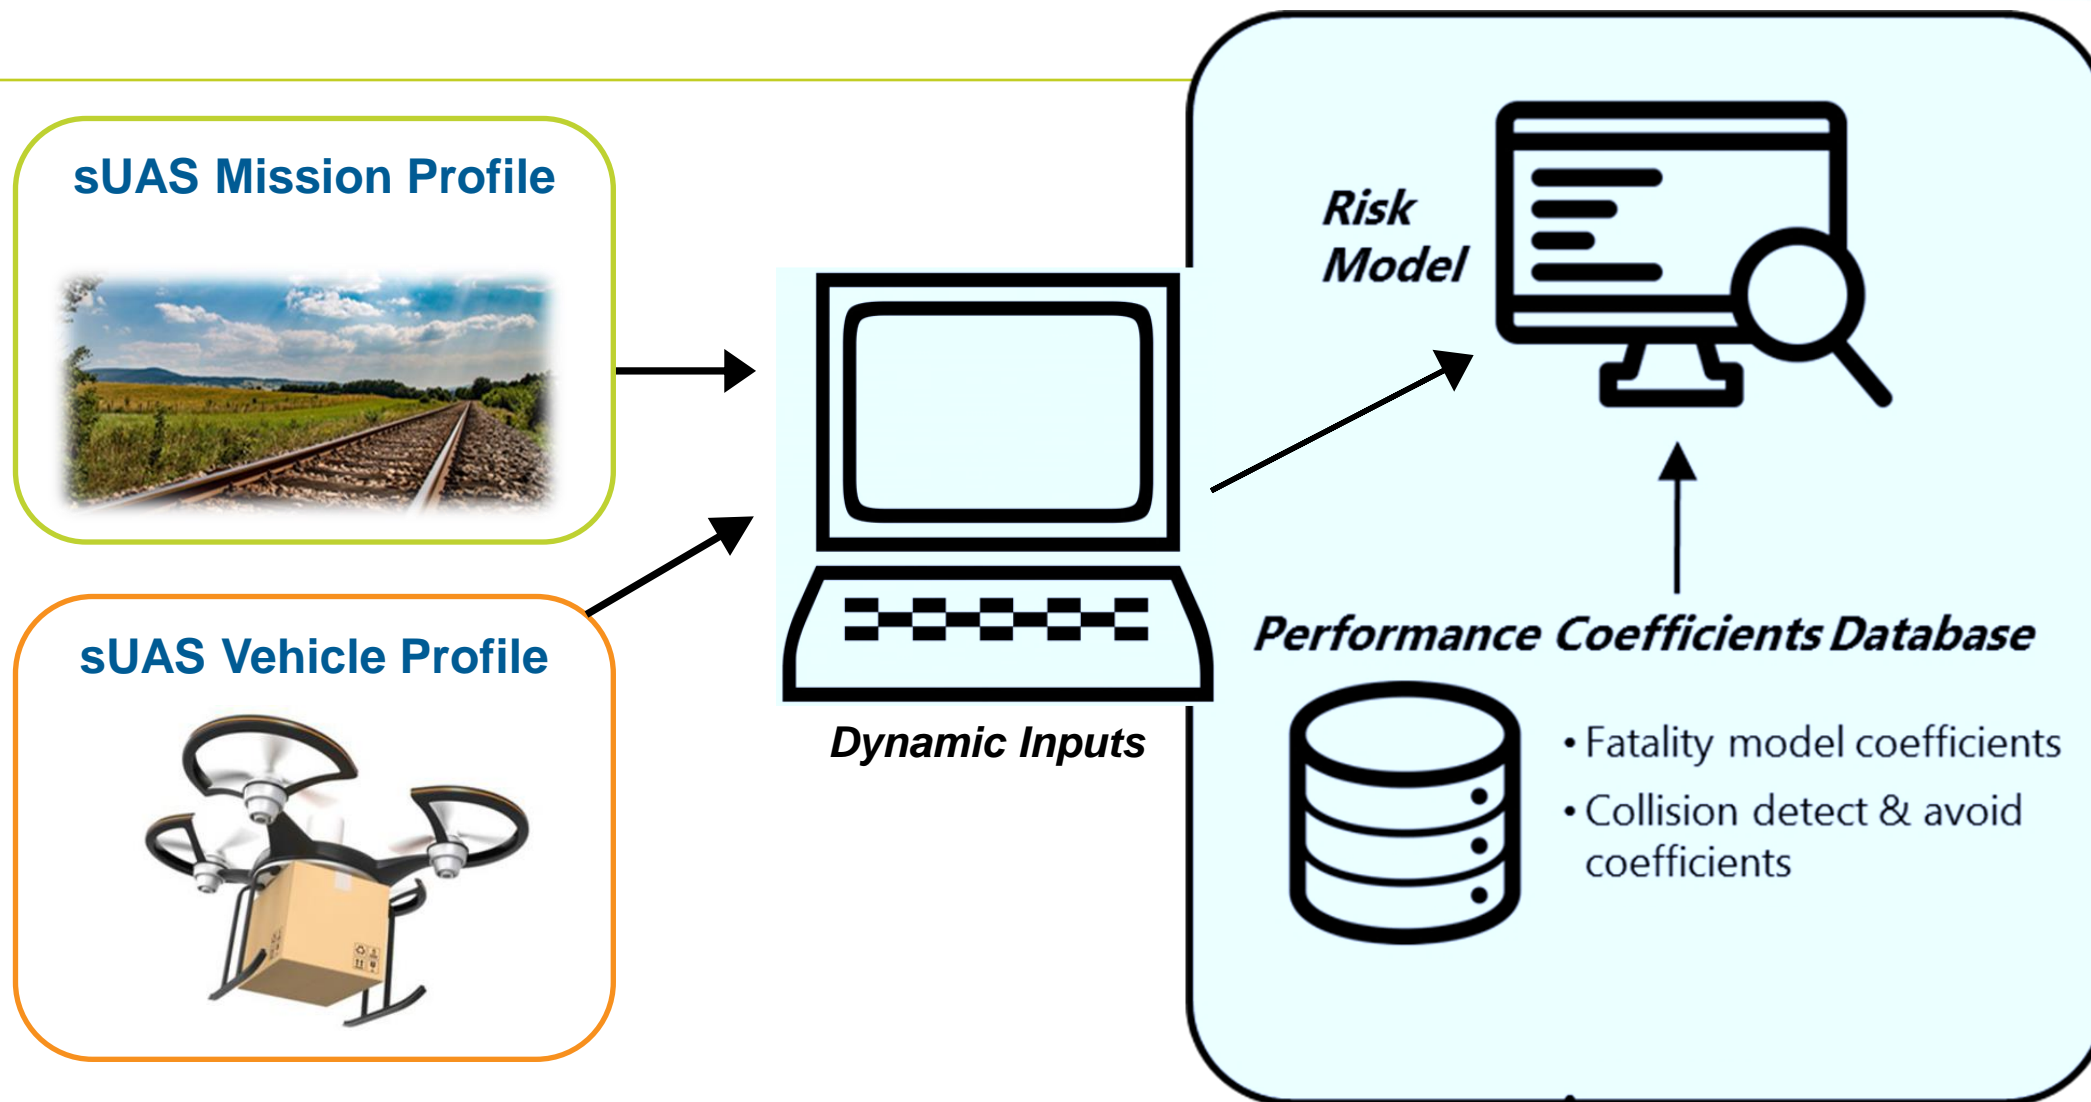 sUAS Mission Profile
sUAS Vehicle Profile
Dynamic Inputs
Risk
Model
Performance Coefficients Database
• Fatality model coefficients
• Collision detect & avoid
coefficients